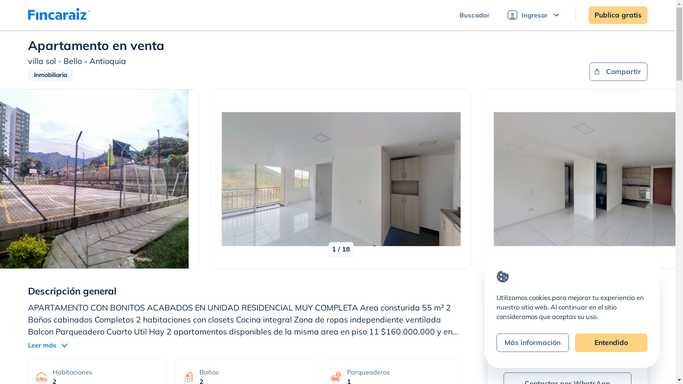 Fincaraiz
Buscador
Ingresar
Publica gratis
Apartamento en venta
villa sol - Bello - Antioquia
Inmobiliaria
Compartir
1 / 18
Descripción general
APARTAMENTO CON BONITOS ACABADOS EN UNIDAD RESIDENCIAL MUY COMPLETA Area consturida 55 m² 2
Baños cabinados Completos 2 habitaciones con closets Cocina integral Zona de ropas independiente ventilada
Balcon Parqueadero Cuarto Util Hay 2 apartamentos disponibles de la misma area en piso 11 $160.000.000 y en...
Leer más
Habitaciones
2
Baños
2
Parqueaderos
1
Utilizamos cookies para mejorar tu experiencia en
nuestro sitio web. Al continuar en el sitio
consideramos que aceptas su uso.
Más información
Entendido
Contactar por WhatsApp